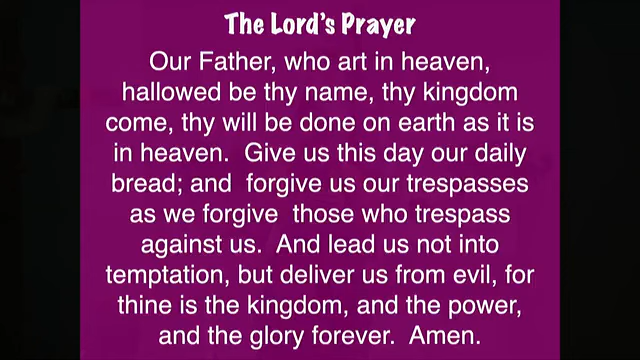 The Lord's Prayer
Our Father, who art in heaven,
hallowed be thy name, thy kingdom
come, thy will be done on earth as it is
in heaven.  Give us this day our daily
bread; and  forgive us our trespasses
as we forgive  those who trespass
against us.  And lead us not into
temptation, but deliver us from evil, for
thine is the kingdom, and the power,
and the glory forever.  Amen.